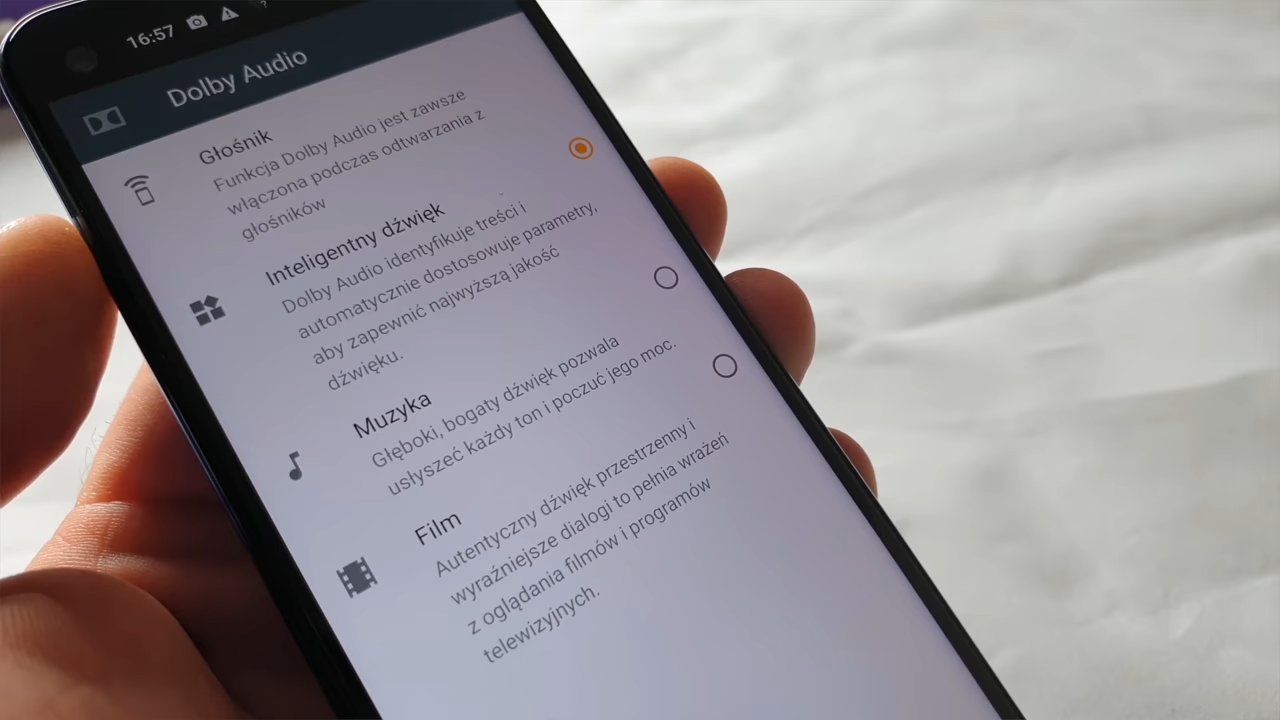 16:57
Dolby Audio
Głośnik
Funkcja Dolby Audio jest zawsze
włączona podczas odtwarzania z
głośników
Inteligentny dźwięk
Dolby Audio identyfikuje treści i
automatycznie dostosowuje parametry,
aby zapewnić najwyższą jakość
dźwięku.
Muzyka
Głęboki, bogaty dźwięk pozwala
usłyszeć każdy ton i poczuć jego moc.
Film
Autentyczny dźwięk przestrzenny i
wyraźniejsze dialogi to pełnia wrażeń
z oglądania filmów i programów
telewizyjnych.